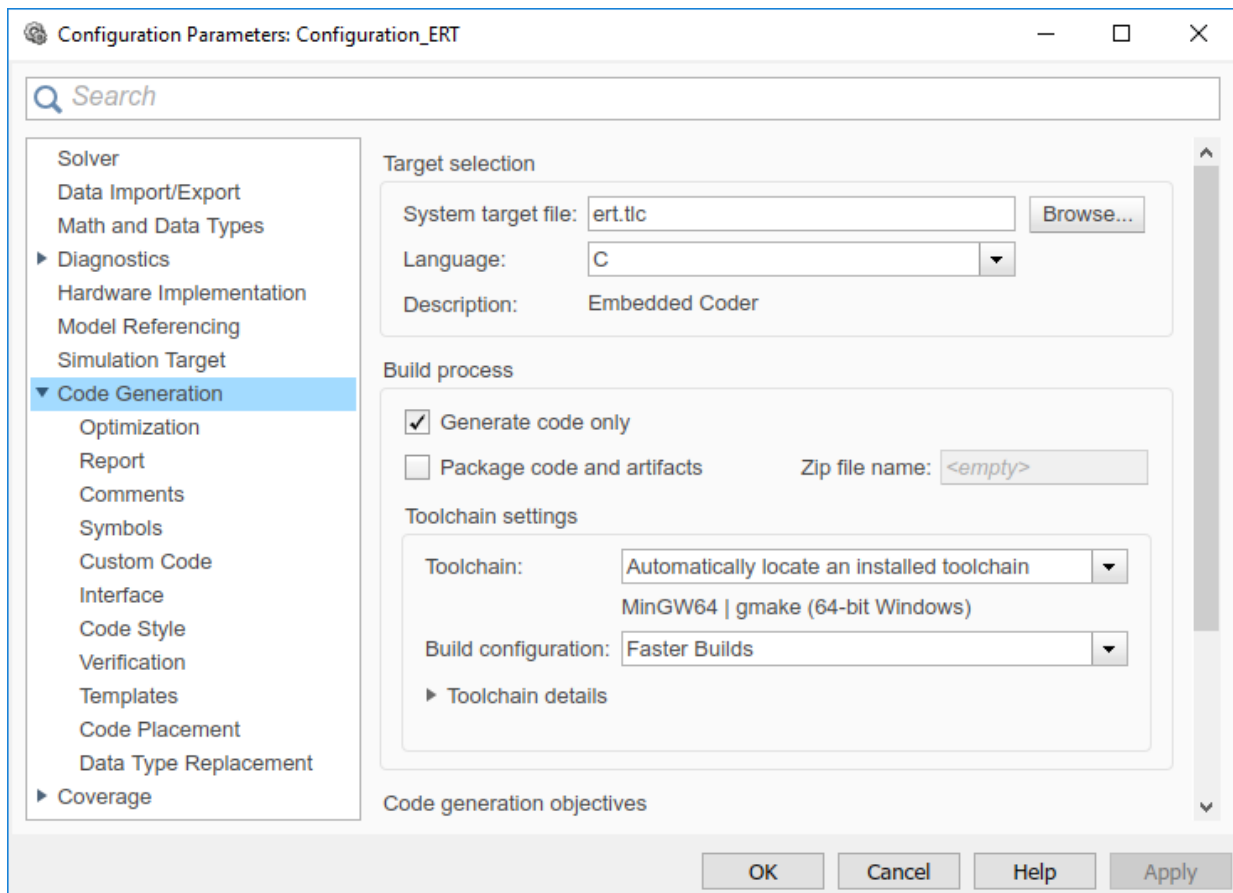 Configuration Parameters: Configuration_ERT
Search
Solver
Data Import/Export
Math and Data Types
Diagnostics
Hardware Implementation
Model Referencing
Simulation Target
Code Generation
Optimization
Report
Comments
Symbols
Custom Code
Interface
Code Style
Verification
Templates
Code Placement
Data Type Replacement
Coverage
Target selection
System target file: ert.tlc Browse...
Language: C
Description: Embedded Coder
Build process
Generate code only
Package code and artifacts Zip file name: <empty>
Toolchain settings
Toolchain: Automatically locate an installed toolchain
MinGW64 | gmake (64-bit Windows)
Build configuration: Faster Builds
Toolchain details
Code generation objectives
OK Cancel Help Apply